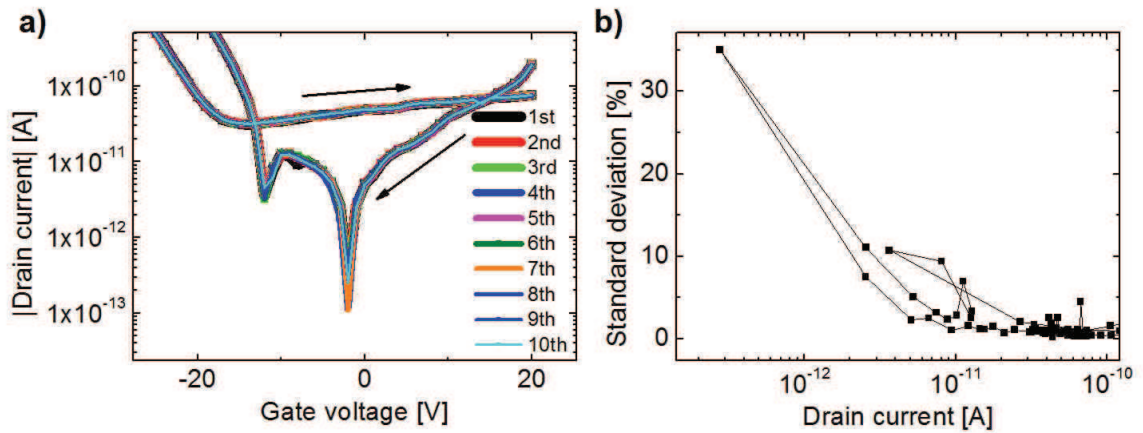 a)
|Drain current| [A]
1x10⁻¹⁰
1x10⁻¹¹
1x10⁻¹²
1x10⁻¹³
-20
0
20
Gate voltage [V]
1st
2nd
3rd
4th
5th
6th
7th
8th
9th
10th
b)
Standard deviation [%]
30
20
10
0
10⁻¹²
10⁻¹¹
10⁻¹⁰
Drain current [A]